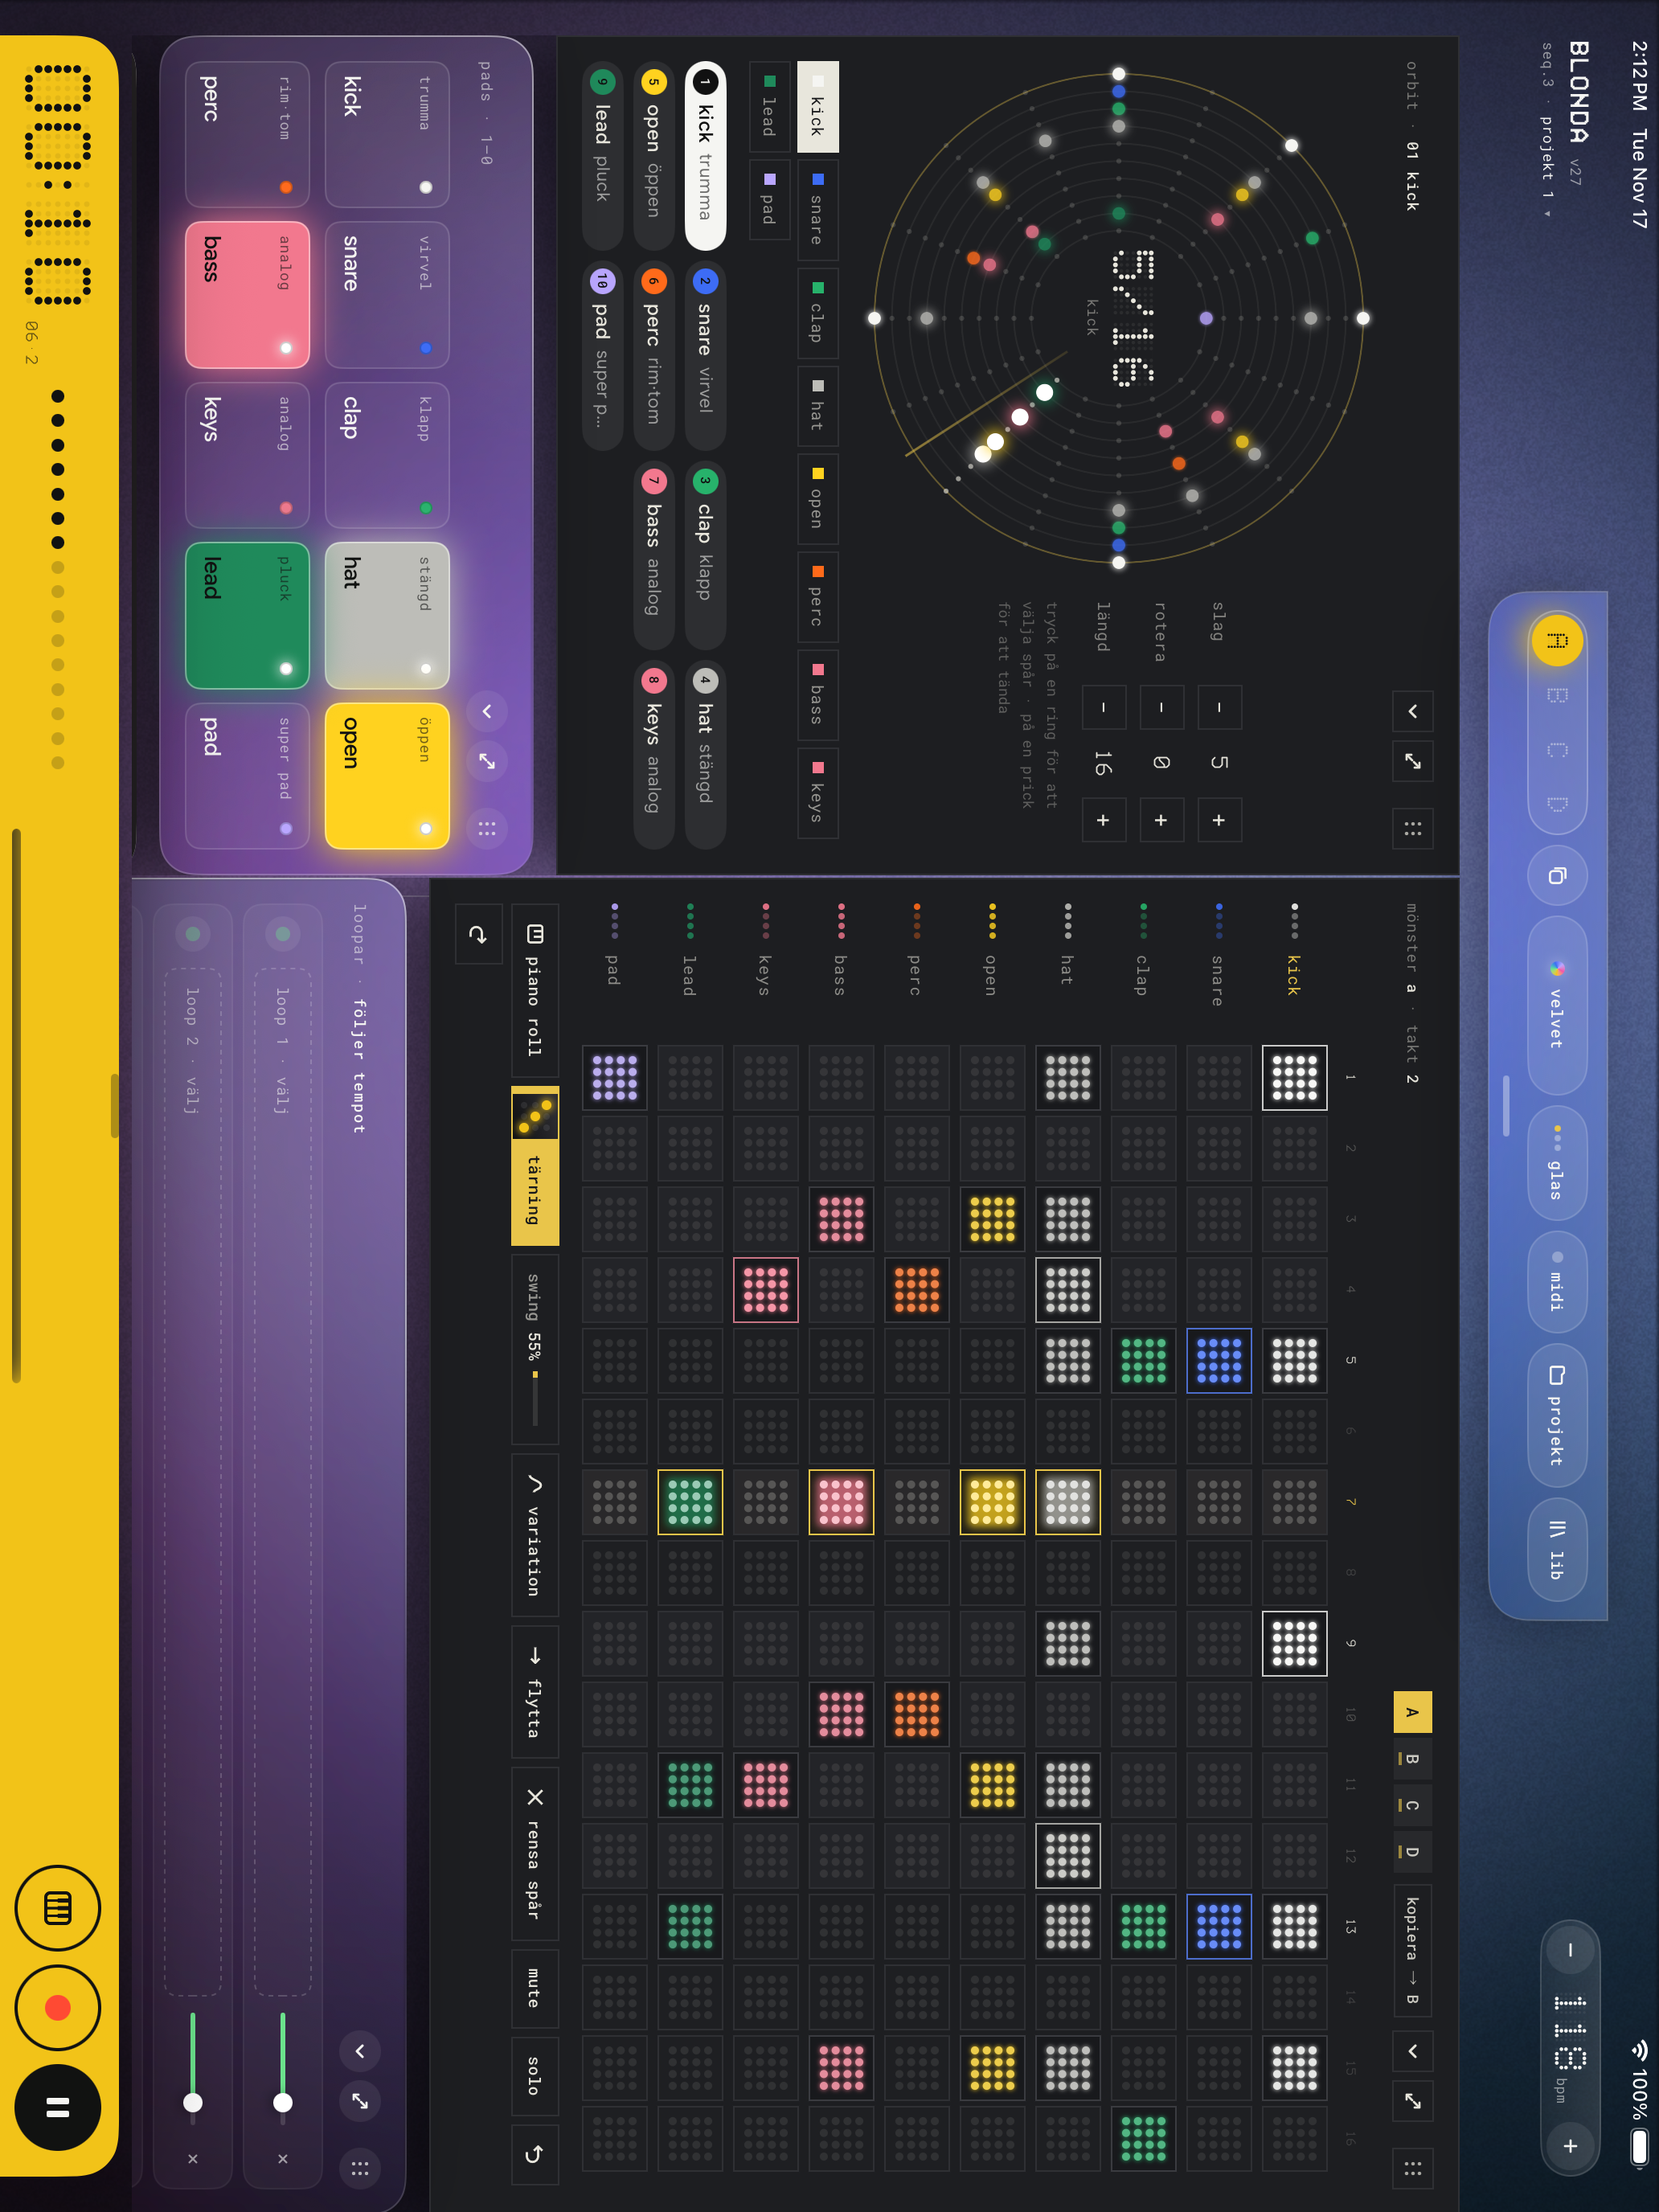 2:12 PM Tue Nov 17
100%
BLONDA v27
seq.3 · projekt 1 ▾
A B C D
velvet
glas
midi
projekt
lib
− 118 bpm +
orbit · 01 kick
5/16
kick
slag − 5 +
rotera − 0 +
längd − 16 +
tryck på en ring för att
välja spår · på en prick
för att tända
kick snare clap hat open perc bass keys
lead pad
1 kick trumma 2 snare virvel 3 clap klapp 4 hat stängd
5 open öppen 6 perc rim·tom 7 bass analog 8 keys analog
9 lead pluck 10 pad super p…
mönster a · takt 2
A B C D kopiera → B
1 2 3 4 5 6 7 8 9 10 11 12 13 14 15 16
kick
snare
clap
hat
open
perc
bass
keys
lead
pad
piano roll tärning swing 55% variation → flytta × rensa spår mute solo
pads · 1–0
trumma virvel klapp stängd öppen
kick snare clap hat open
rim·tom analog analog pluck super pad
perc bass keys lead pad
loopar · följer tempot
loop 1 · välj ×
loop 2 · välj ×
06·2